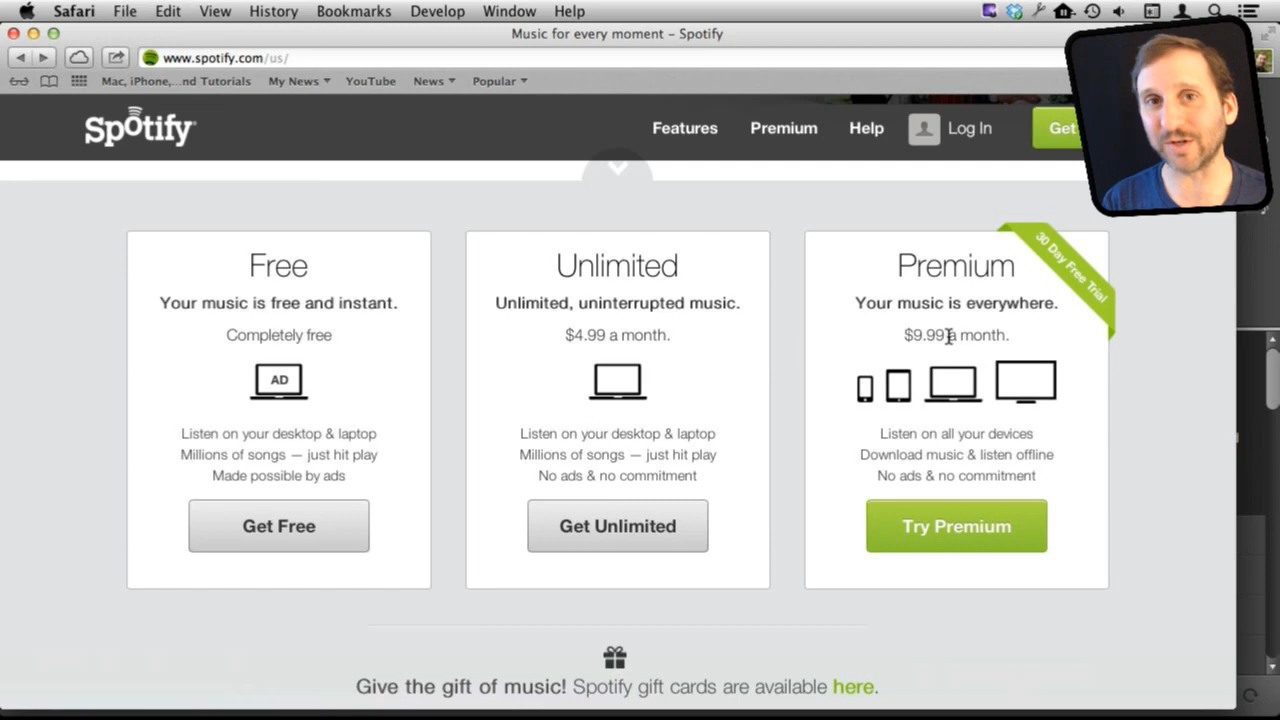 Safari File Edit View History Bookmarks Develop Window Help
Music for every moment – Spotify
www.spotify.com/us/
Mac, iPhone,...nd Tutorials My News YouTube News Popular
Spotify
Features Premium Help Log In Get
30 Day Free Trial
Free
Your music is free and instant.
Completely free
AD
Listen on your desktop & laptop
Millions of songs — just hit play
Made possible by ads
Get Free
Unlimited
Unlimited, uninterrupted music.
$4.99 a month.
Listen on your desktop & laptop
Millions of songs — just hit play
No ads & no commitment
Get Unlimited
Premium
Your music is everywhere.
$9.99 a month.
Listen on all your devices
Download music & listen offline
No ads & no commitment
Try Premium
Give the gift of music! Spotify gift cards are available here.